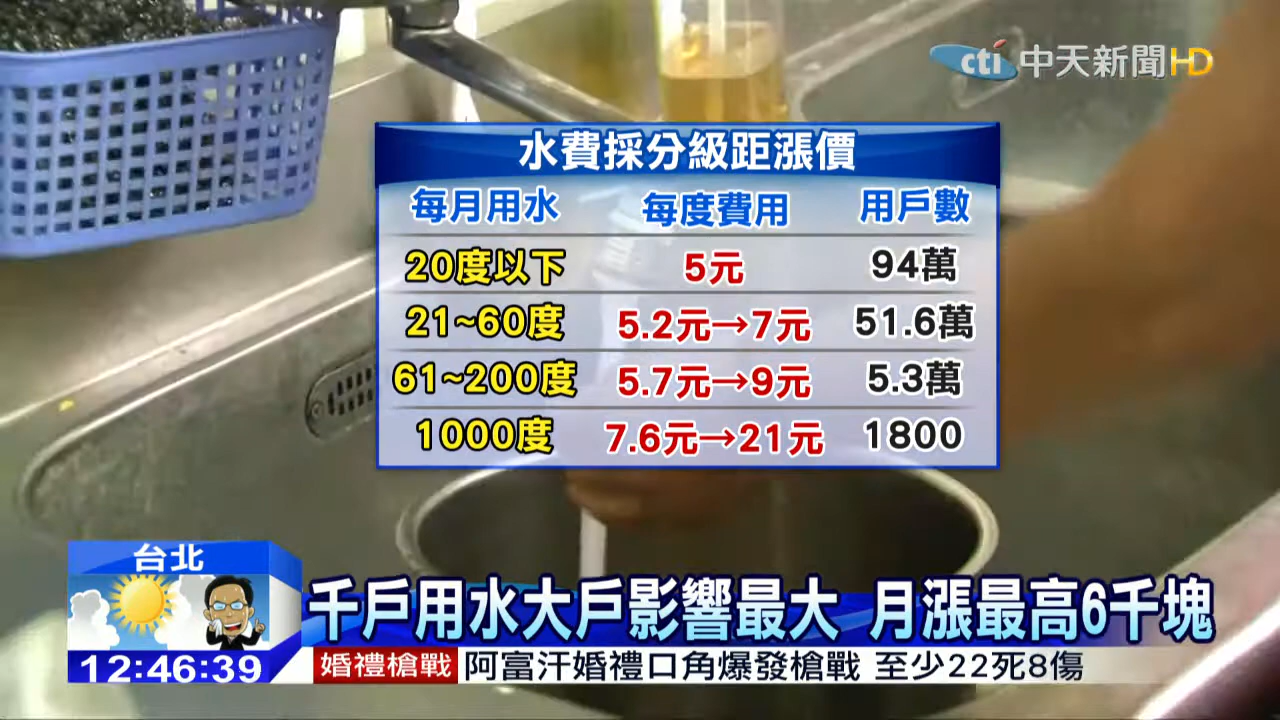 cti 中天新聞HD
水費採分級距漲價
每月用水 每度費用 用戶數
20度以下 5元 94萬
21~60度 5.2元→7元 51.6萬
61~200度 5.7元→9元 5.3萬
1000度 7.6元→21元 1800
台北
千戶用水大戶影響最大 月漲最高6千塊
12:46:39
婚禮槍戰 阿富汗婚禮口角爆發槍戰 至少22死8傷